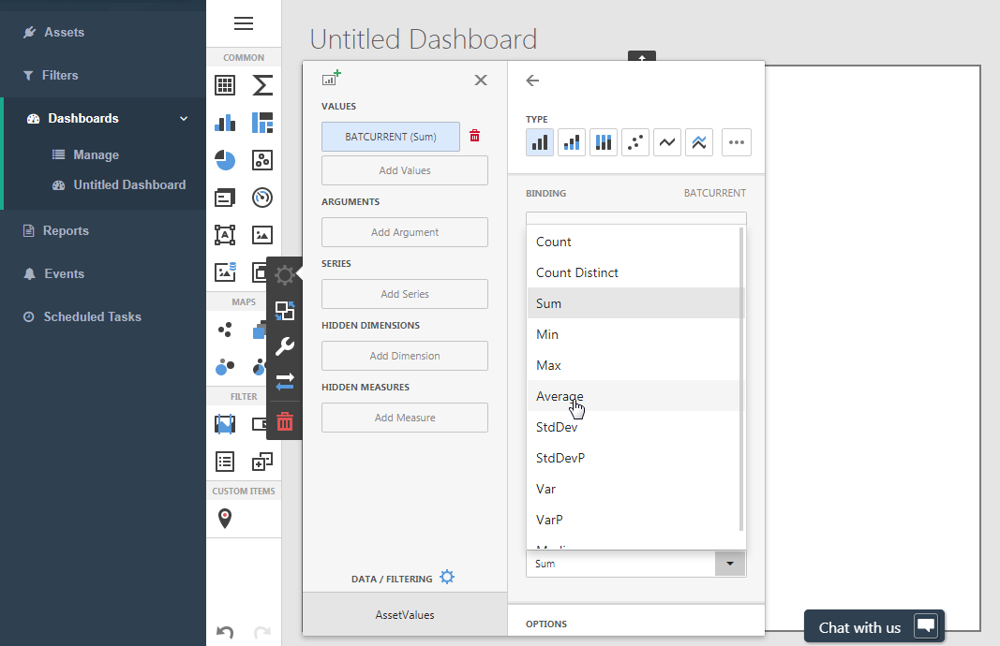 Assets
Filters
Dashboards
Manage
Untitled Dashboard
Reports
Events
Scheduled Tasks
COMMON
MAPS
FILTER
CUSTOM ITEMS
Untitled Dashboard
VALUES
BATCURRENT (Sum)
Add Values
ARGUMENTS
Add Argument
SERIES
Add Series
HIDDEN DIMENSIONS
Add Dimension
HIDDEN MEASURES
Add Measure
DATA / FILTERING
AssetValues
TYPE
BINDING BATCURRENT
Count
Count Distinct
Sum
Min
Max
Average
StdDev
StdDevP
Var
VarP
Sum
OPTIONS
Chat with us